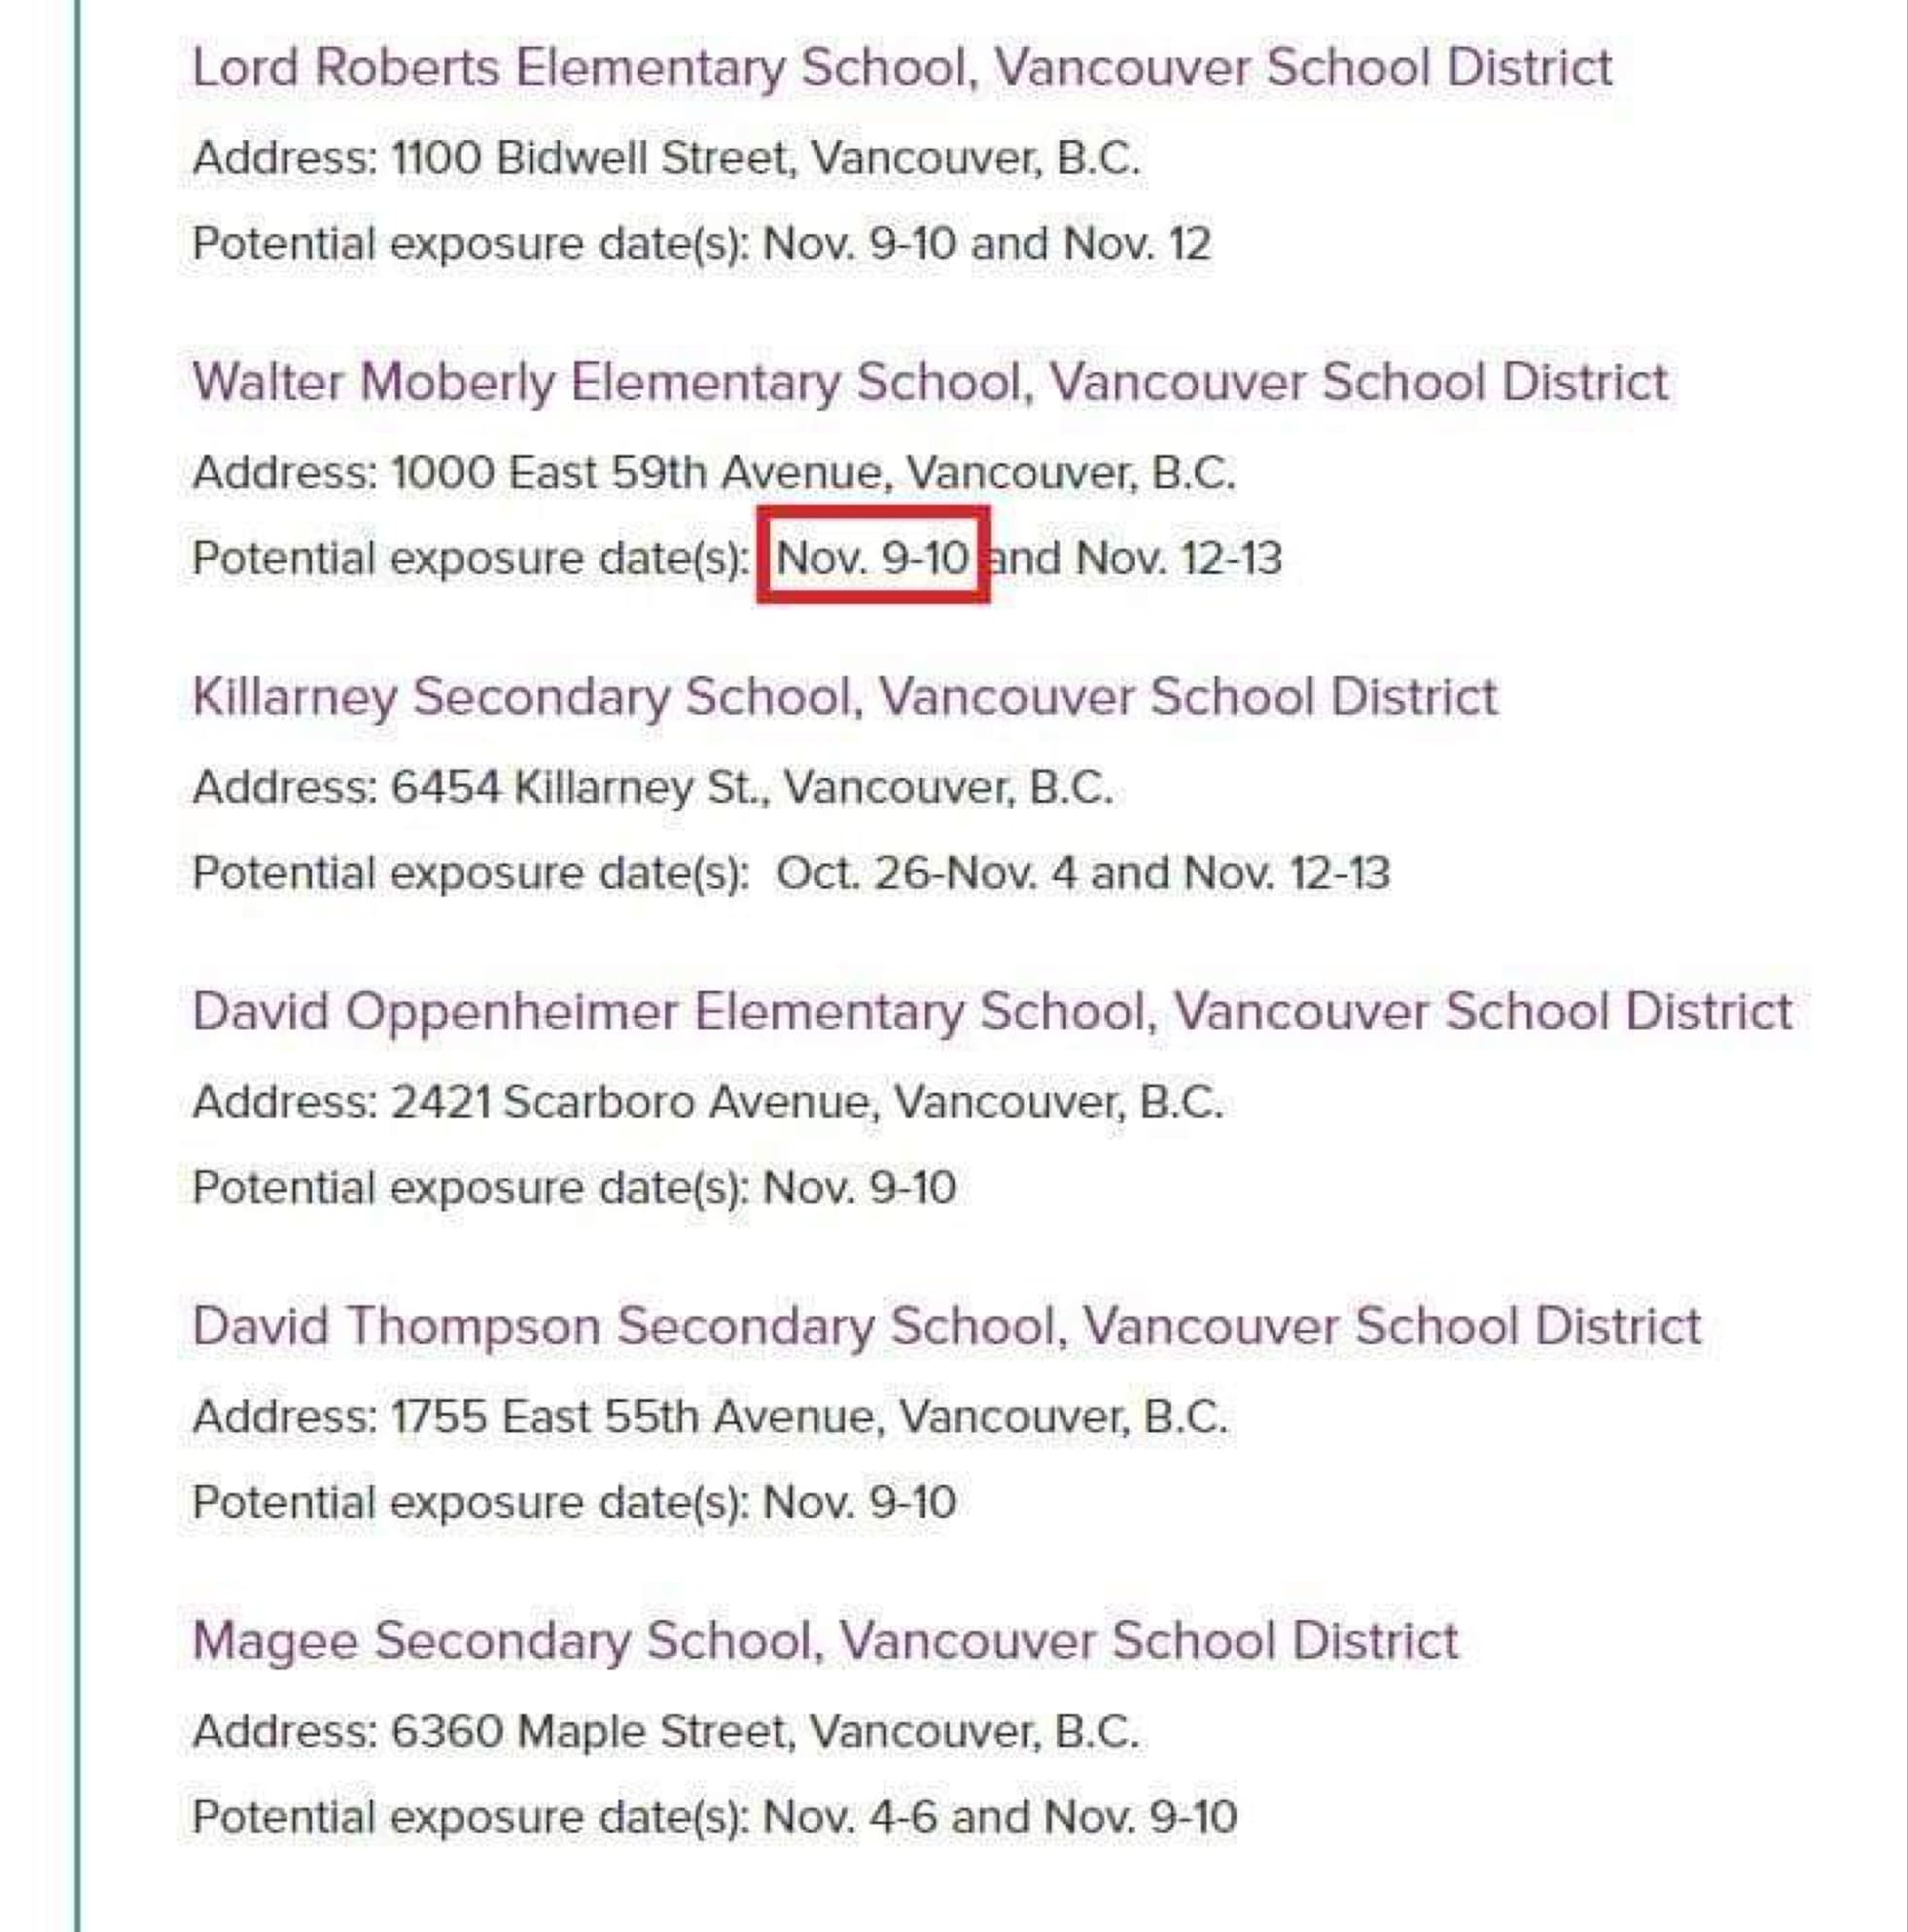 Lord Roberts Elementary School, Vancouver School District
Address: 1100 Bidwell Street, Vancouver, B.C.
Potential exposure date(s): Nov. 9-10 and Nov. 12
Walter Moberly Elementary School, Vancouver School District
Address: 1000 East 59th Avenue, Vancouver, B.C.
Potential exposure date(s): Nov. 9-10 and Nov. 12-13
Killarney Secondary School, Vancouver School District
Address: 6454 Killarney St., Vancouver, B.C.
Potential exposure date(s): Oct. 26-Nov. 4 and Nov. 12-13
David Oppenheimer Elementary School, Vancouver School District
Address: 2421 Scarboro Avenue, Vancouver, B.C.
Potential exposure date(s): Nov. 9-10
David Thompson Secondary School, Vancouver School District
Address: 1755 East 55th Avenue, Vancouver, B.C.
Potential exposure date(s): Nov. 9-10
Magee Secondary School, Vancouver School District
Address: 6360 Maple Street, Vancouver, B.C.
Potential exposure date(s): Nov. 4-6 and Nov. 9-10